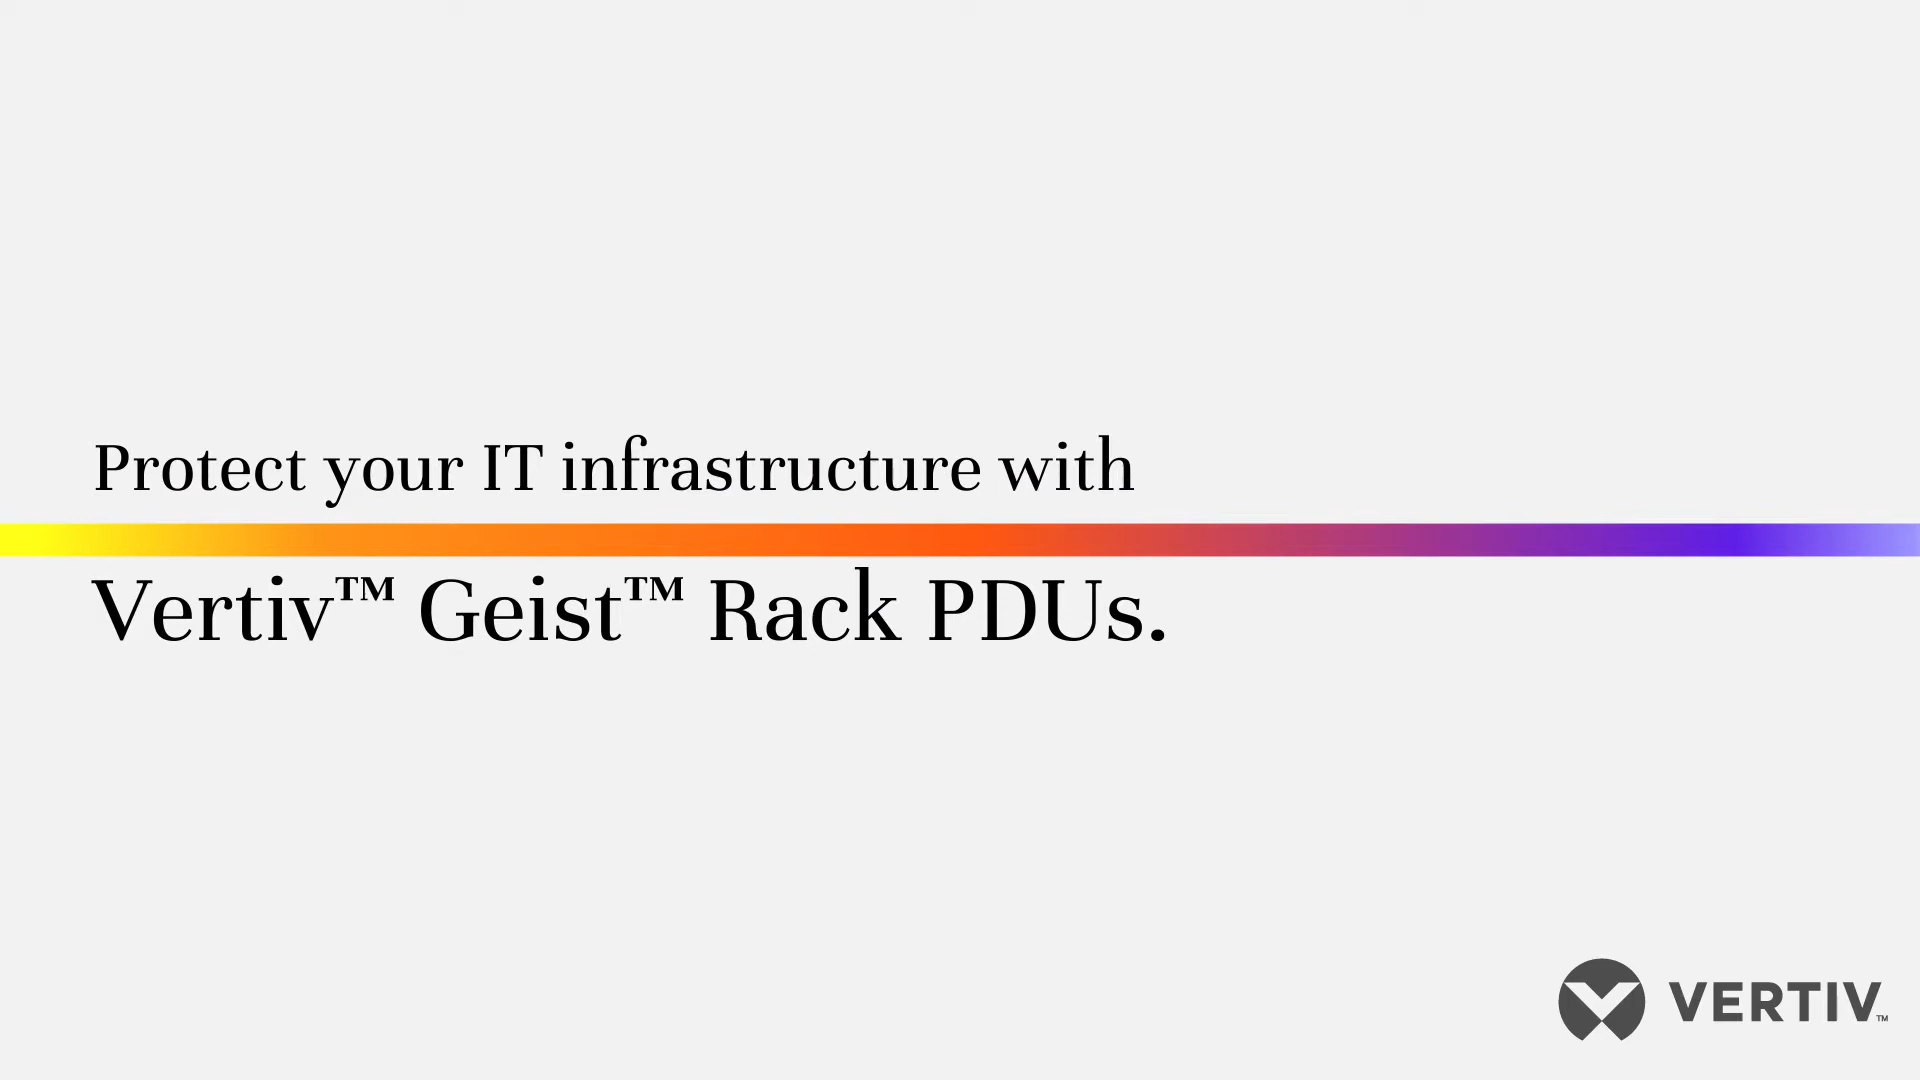 Protect your IT infrastructure with
Vertiv™ Geist™ Rack PDUs.
VERTIV™